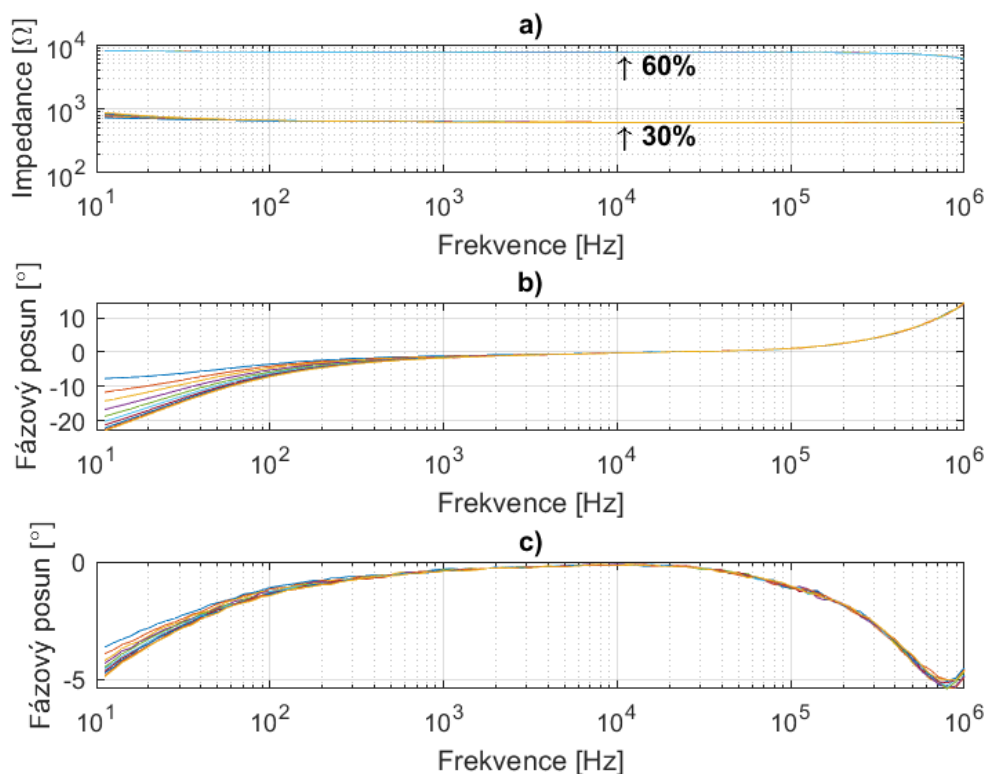 a)
Impedance [Ω]
10^4
10^3
10^2
↑ 60%
↑ 30%
10^1 10^2 10^3 10^4 10^5 10^6
Frekvence [Hz]
b)
Fázový posun [°]
10
0
-10
-20
10^1 10^2 10^3 10^4 10^5 10^6
Frekvence [Hz]
c)
Fázový posun [°]
0
-5
10^1 10^2 10^3 10^4 10^5 10^6
Frekvence [Hz]